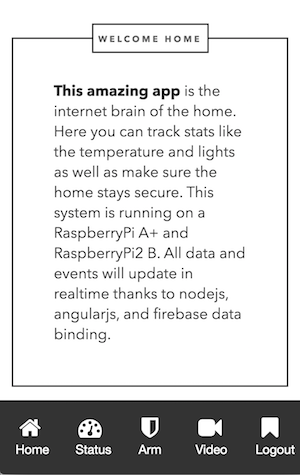 WELCOME HOME
This amazing app is the
internet brain of the home.
Here you can track stats like
the temperature and lights
as well as make sure the
home stays secure. This
system is running on a
RaspberryPi A+ and
RaspberryPi2 B. All data and
events will update in
realtime thanks to nodejs,
angularjs, and firebase data
binding.
Home Status Arm Video Logout